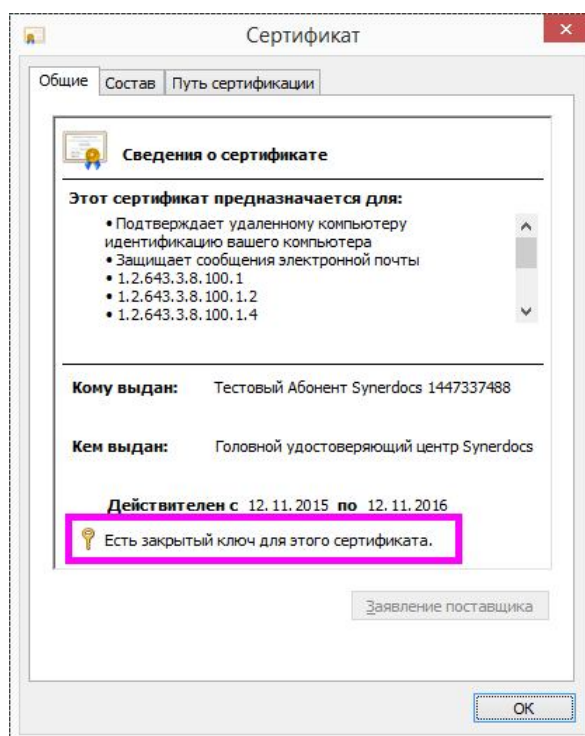 Сертификат
Общие Состав Путь сертификации
Сведения о сертификате
Этот сертификат предназначается для:
• Подтверждает удаленному компьютеру
идентификацию вашего компьютера
• Защищает сообщения электронной почты
• 1.2.643.3.8.100.1
• 1.2.643.3.8.100.1.2
• 1.2.643.3.8.100.1.4
Кому выдан: Тестовый Абонент Synerdocs 1447337488
Кем выдан: Головной удостоверяющий центр Synerdocs
Действителен с 12.11.2015 по 12.11.2016
Есть закрытый ключ для этого сертификата.
Заявление поставщика
ОК